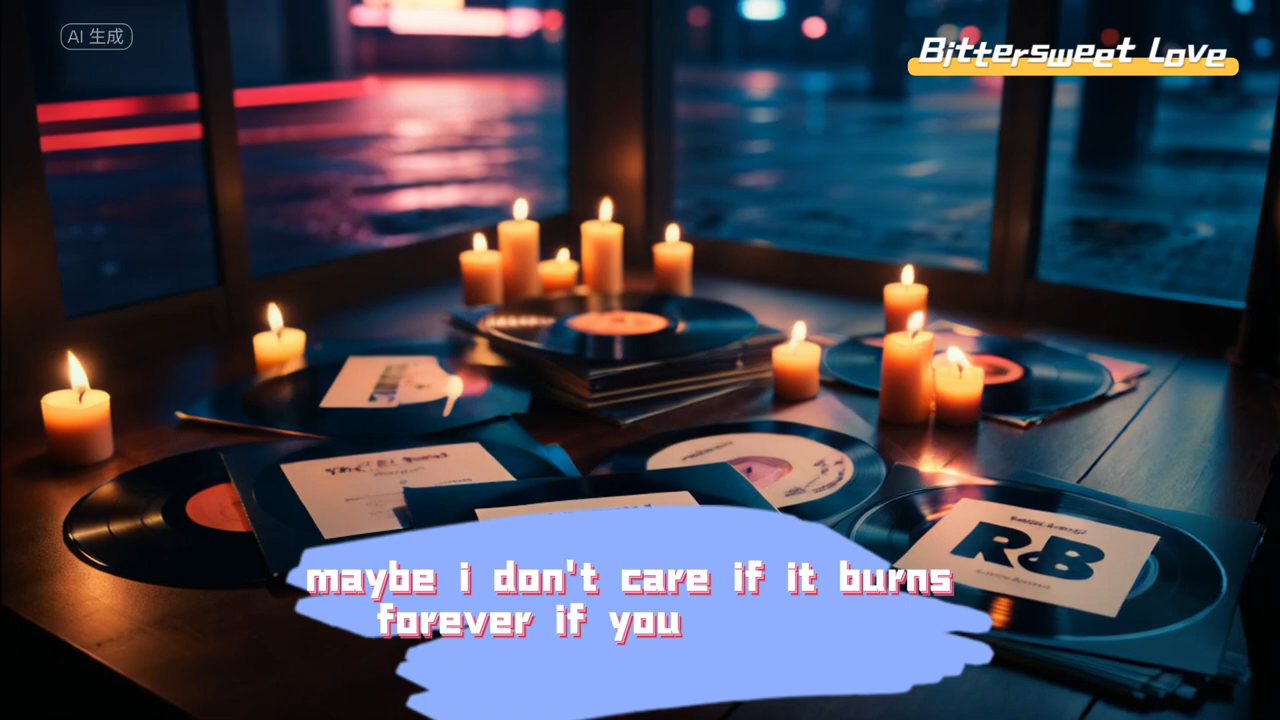 AI 生成
Bittersweet Love
RB
maybe i don't care if it burns
forever if you